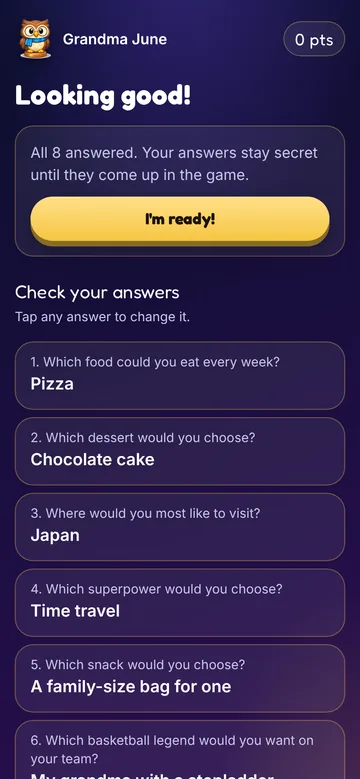 Grandma June
0 pts
Looking good!
All 8 answered. Your answers stay secret
until they come up in the game.
I'm ready!
Check your answers
Tap any answer to change it.
1. Which food could you eat every week?
Pizza
2. Which dessert would you choose?
Chocolate cake
3. Where would you most like to visit?
Japan
4. Which superpower would you choose?
Time travel
5. Which snack would you choose?
A family-size bag for one
6. Which basketball legend would you want on
your team?
My grandma with a stepladder